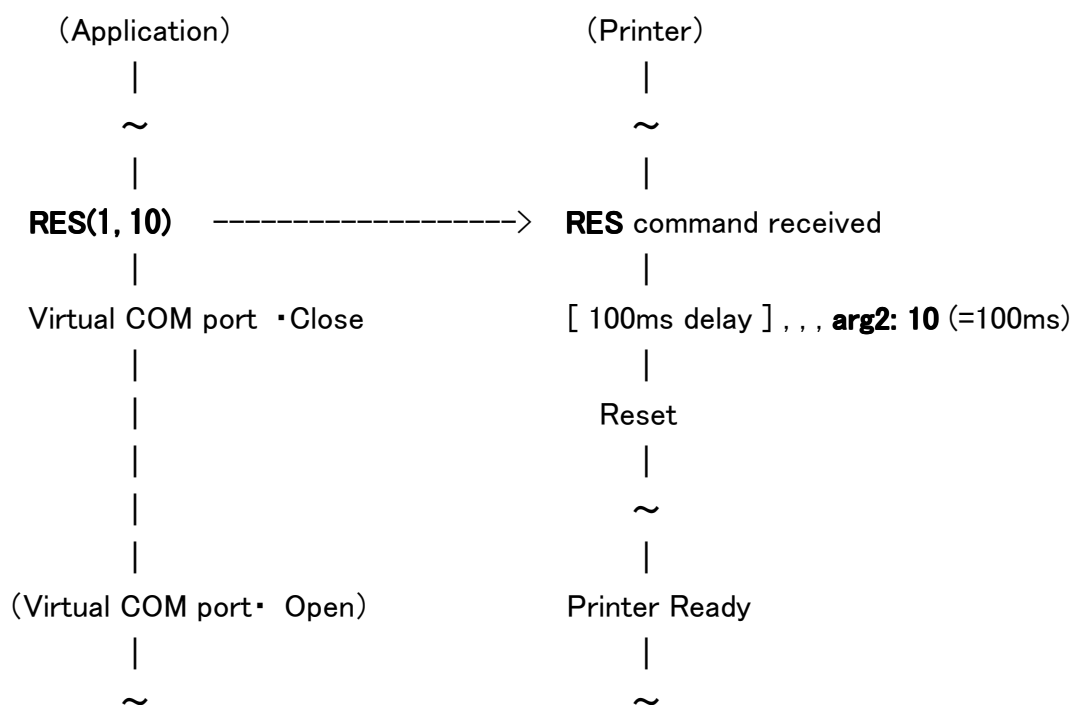 （Application）　　　　　　　　　　　（Printer）
|　　　　　　　　　　　|
～　　　　　　　　　　　～
|　　　　　　　　　　　|
RES(1, 10)　-------------------＞　RES command received
|　　　　　　　　　　　|
Virtual COM port ・Close　　　　　[ 100ms delay ] , , , arg2: 10 (=100ms)
|　　　　　　　　　　　|
|　　　　　　　　　　　Reset
|　　　　　　　　　　　|
|　　　　　　　　　　　～
|　　　　　　　　　　　|
（Virtual COM port・ Open）　　　　　Printer Ready
|　　　　　　　　　　　|
～　　　　　　　　　　　～